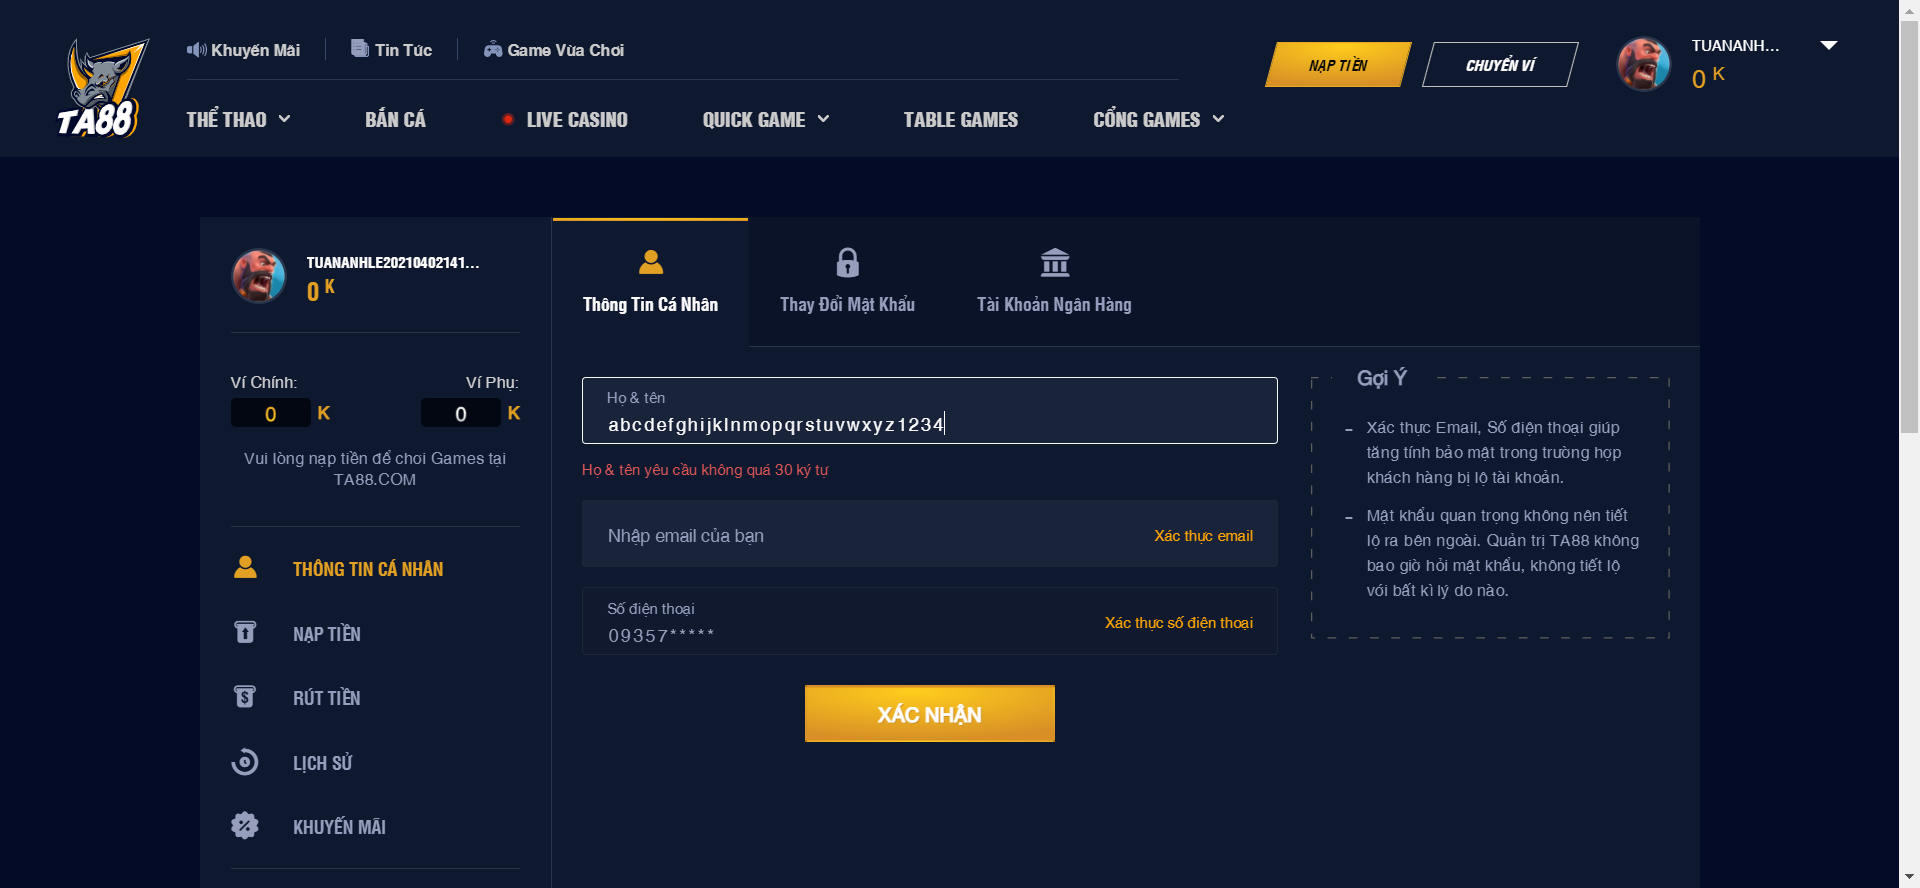 Khuyến Mãi
Tin Tức
Game Vừa Chơi
NẠP TIỀN
CHUYỂN VÍ
TUANANH...
0 K
TA88
THỂ THAO
BẮN CÁ
LIVE CASINO
QUICK GAME
TABLE GAMES
CỔNG GAMES
TUANANHLE20210402141...
0 K
Ví Chính:
Ví Phụ:
0 K
0 K
Vui lòng nạp tiền để chơi Games tại
TA88.COM
THÔNG TIN CÁ NHÂN
NẠP TIỀN
RÚT TIỀN
LỊCH SỬ
KHUYẾN MÃI
Thông Tin Cá Nhân
Thay Đổi Mật Khẩu
Tài Khoản Ngân Hàng
Họ & tên
abcdefghijklnmopqrstuvwxyz1234
Họ & tên yêu cầu không quá 30 ký tự
Nhập email của bạn
Xác thực email
Số điện thoại
09357*****
Xác thực số điện thoại
XÁC NHẬN
Gợi Ý
- Xác thực Email, Số điện thoại giúp
tăng tính bảo mật trong trường hợp
khách hàng bị lộ tài khoản.
- Mật khẩu quan trọng không nên tiết
lộ ra bên ngoài. Quản trị TA88 không
bao giờ hỏi mật khẩu, không tiết lộ
với bất kì lý do nào.